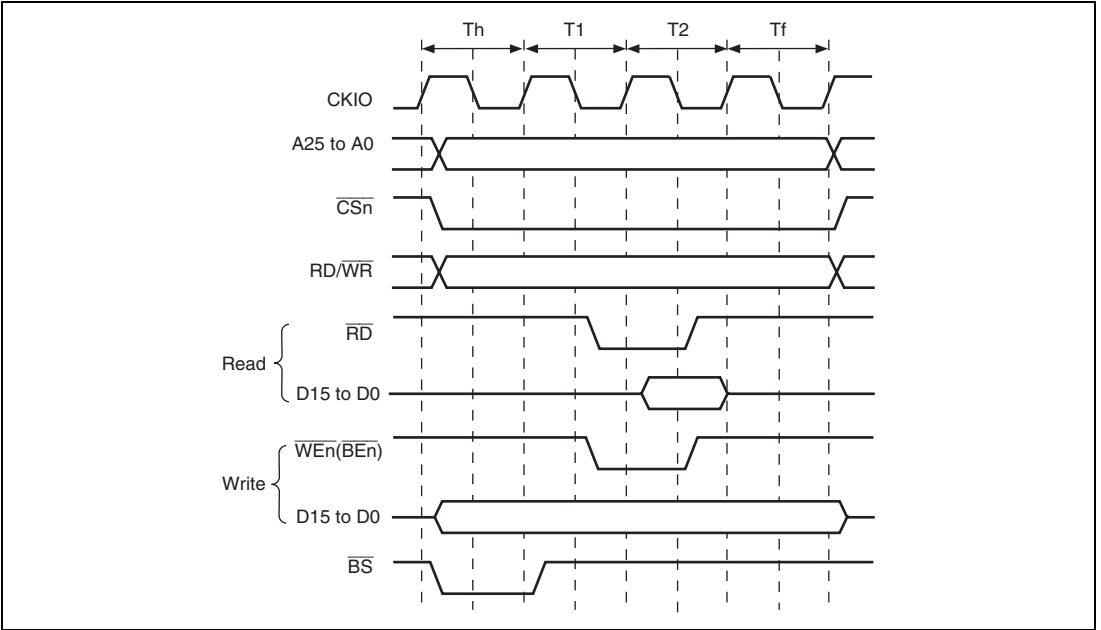 Th T1 T2 Tf
CKIO
A25 to A0
CSn
RD/WR
RD
Read
D15 to D0
WEn(BEn)
Write
D15 to D0
BS